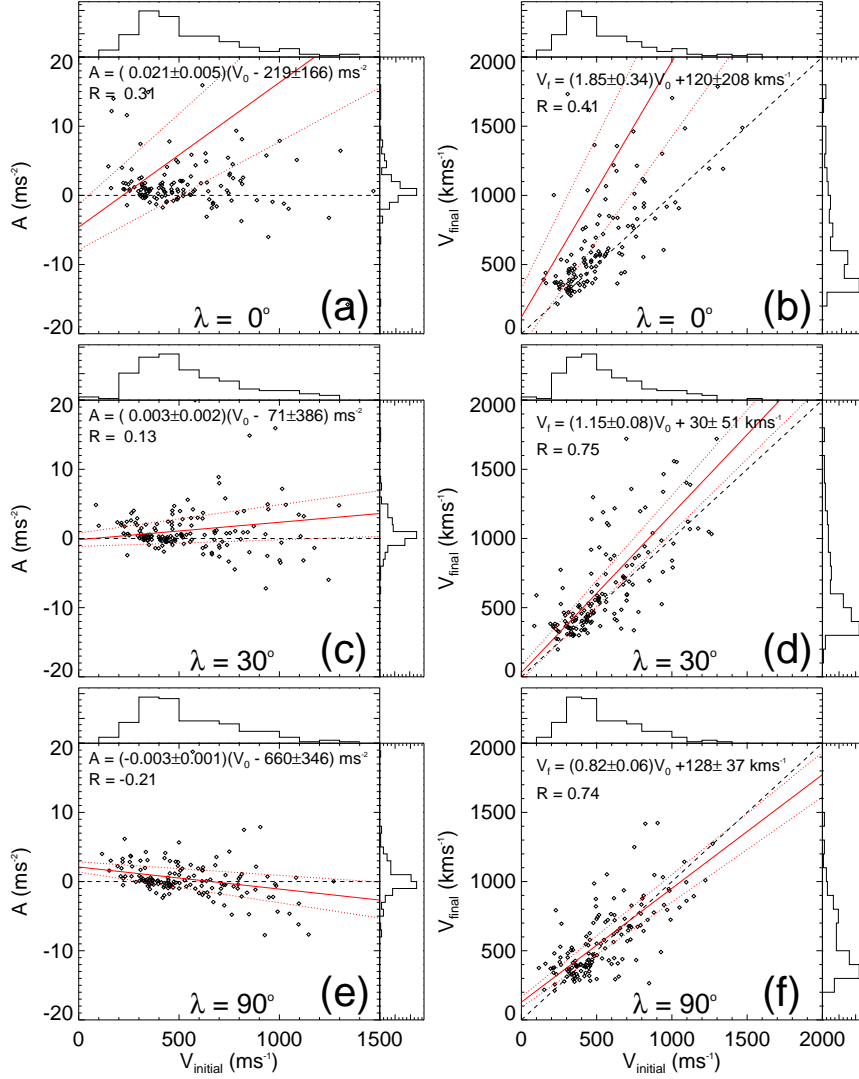 A = ( 0.021±0.005)(V₀ - 219±166) ms⁻²
R = 0.31
20
10
0
-10
-20
A (ms⁻²)
λ = 0°
(a)
V_f = (1.85±0.34)V₀ +120±208 kms⁻¹
R = 0.41
2000
1500
1000
500
0
V_final (kms⁻¹)
λ = 0°
(b)
A = ( 0.003±0.002)(V₀ - 71±386) ms⁻²
R = 0.13
20
10
0
-10
-20
A (ms⁻²)
λ = 30°
(c)
V_f = (1.15±0.08)V₀ + 30± 51 kms⁻¹
R = 0.75
2000
1500
1000
500
0
V_final (kms⁻¹)
λ = 30°
(d)
A = (-0.003±0.001)(V₀ - 660±346) ms⁻²
R = -0.21
20
10
0
-10
-20
A (ms⁻²)
λ = 90°
(e)
0 500 1000 1500
V_initial (ms⁻¹)
V_f = (0.82±0.06)V₀ +128± 37 kms⁻¹
R = 0.74
2000
1500
1000
500
0
V_final (kms⁻¹)
λ = 90°
(f)
0 500 1000 1500 2000
V_initial (ms⁻¹)